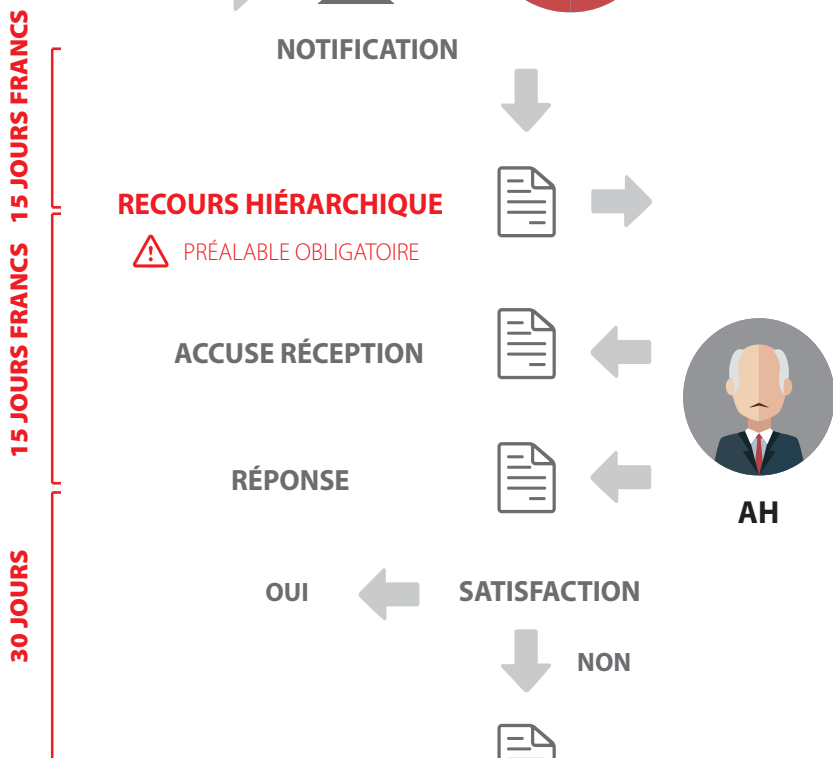 15 JOURS FRANCS
NOTIFICATION
RECOURS HIÉRARCHIQUE
PRÉALABLE OBLIGATOIRE
15 JOURS FRANCS
ACCUSE RÉCEPTION
RÉPONSE
AH
30 JOURS
OUI
SATISFACTION
NON